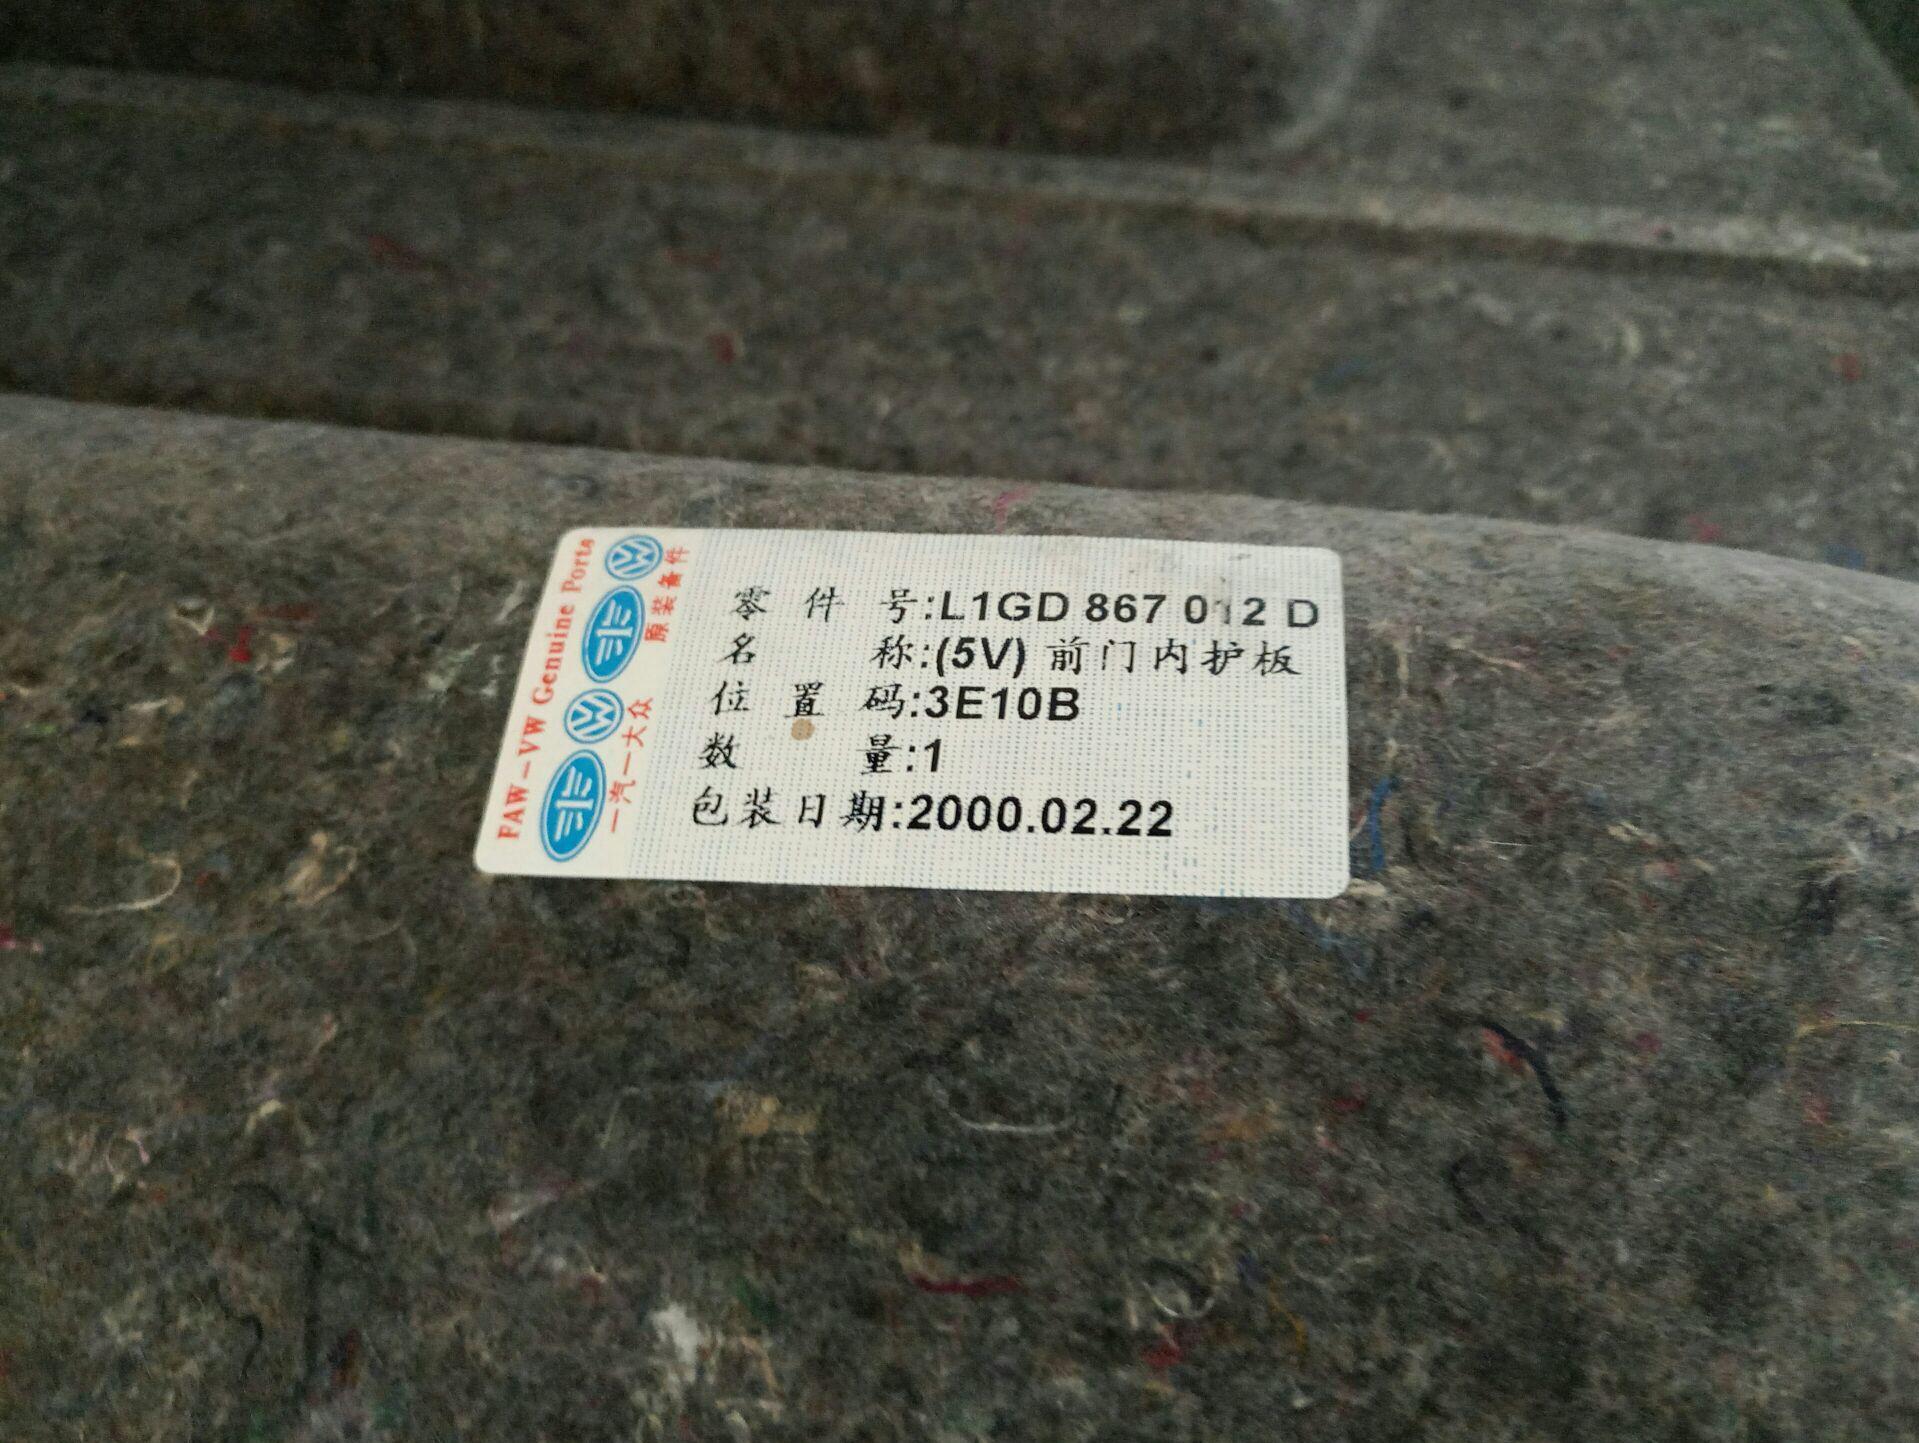 FAW-VW Genuine Ports
一汽一大众
原装备件
零件号:L1GD 867 012 D
名称:(5V) 前门内护板
位置码:3E10B
数量:1
包装日期:2000.02.22